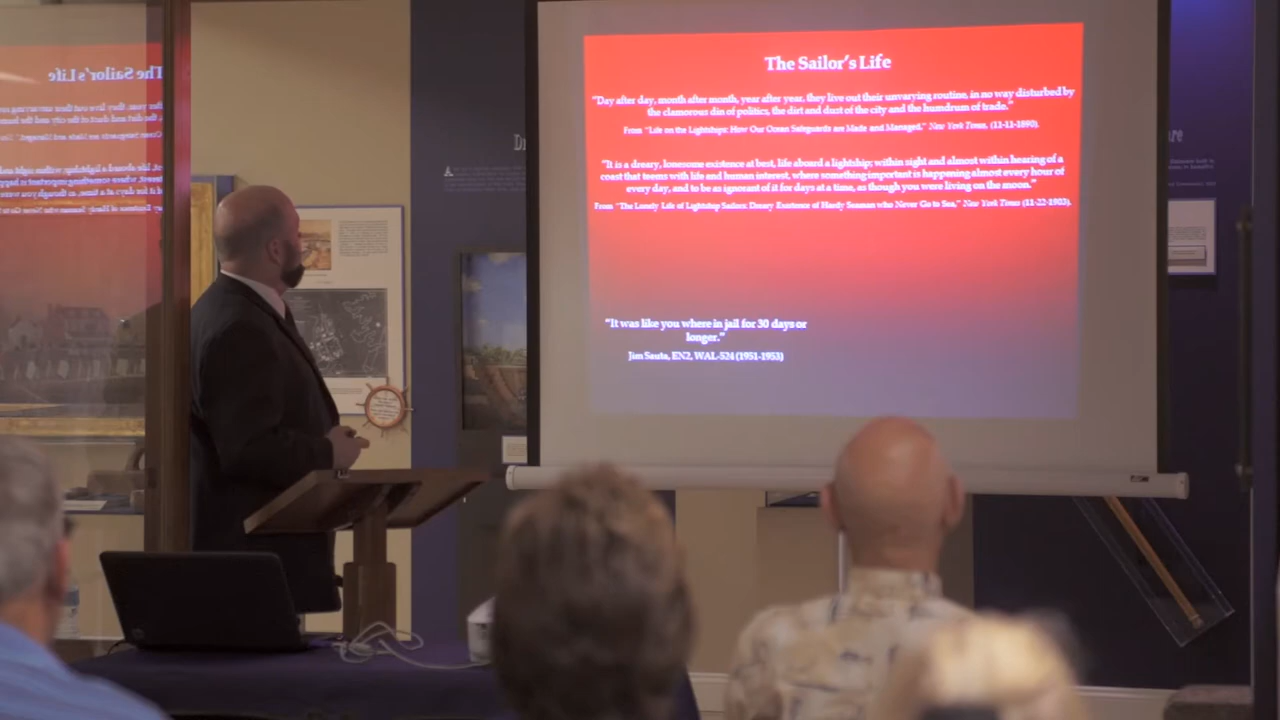 The Sailor's Life
"Day after day, month after month, year after year, they live out their unvarying routine, in no way disturbed by
the clamorous din of politics, the dirt and dust of the city and the humdrum of trade."
From "Life on the Lightships: How Our Ocean Safeguards are Made and Managed." New York Times, (11-11-1890).
"It is a dreary, lonesome existence at best, life aboard a lightship; within sight and almost within hearing of a
coast that teems with life and human interest, where something important is happening almost every hour of
every day, and to be as ignorant of it for days at a time, as though you were living on the moon."
From "The Lonely Life of Lightship Sailors: Dreary Existence of Hardy Seaman who Never Go to Sea," New York Times (11-22-1903).
"It was like you where in jail for 30 days or
longer."
Jim Sauta, EN2, WAL-524 (1951-1953)